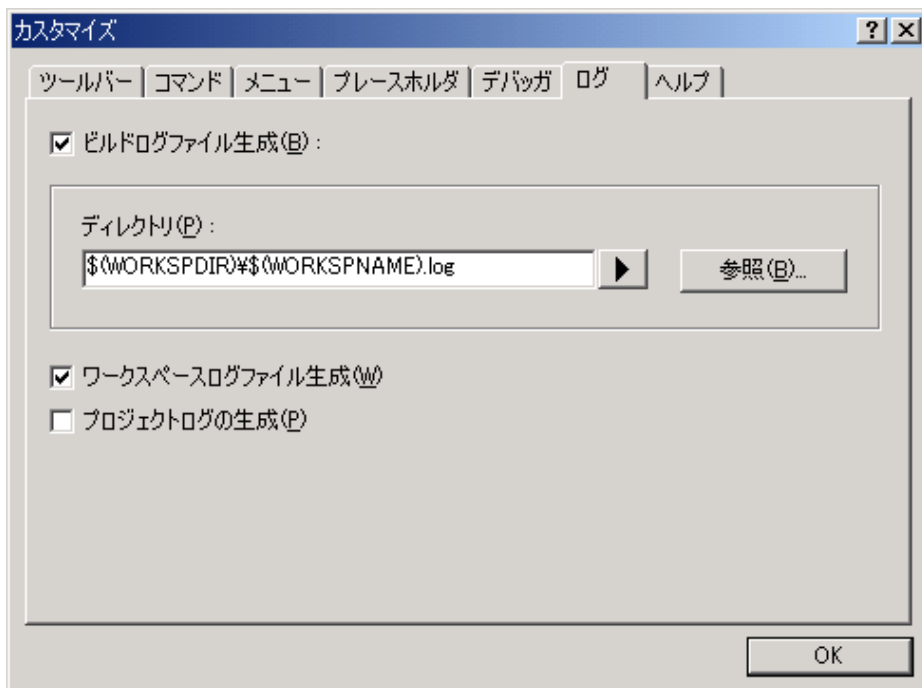 カスタマイズ
ツールバー コマンド メニュー プレースホルダ デバッガ ログ ヘルプ
ビルドログファイル生成(B) :
ディレクトリ(P) :
$(WORKSPDIR)¥$(WORKSPNAME).log 参照(B)...
ワークスペースログファイル生成(W)
プロジェクトログの生成(P)
OK